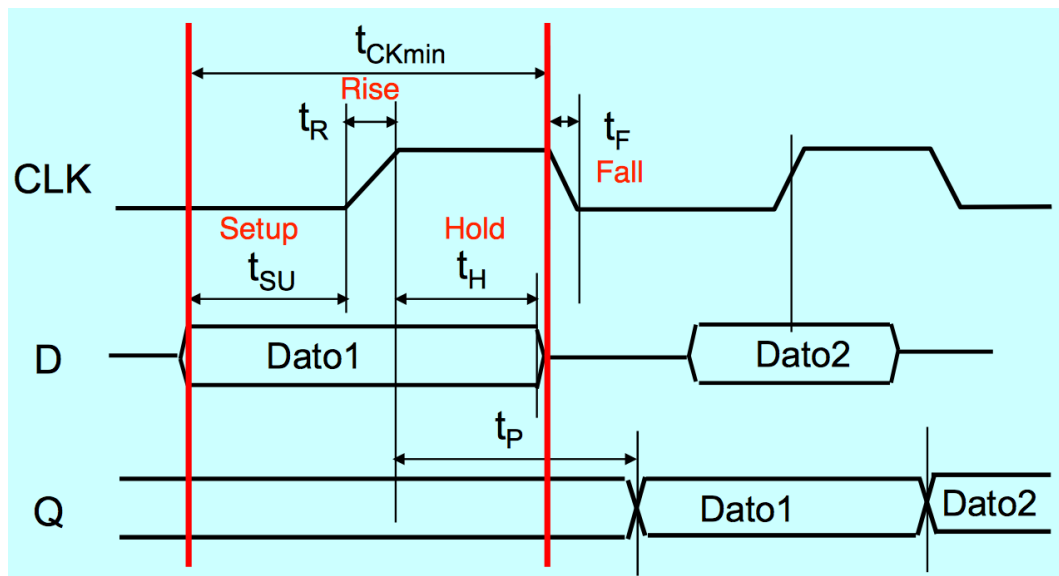 tCKmin
Rise
tR
tF
CLK
Fall
Setup
Hold
tSU
tH
D
Dato1
Dato2
tP
Q
Dato1
Dato2